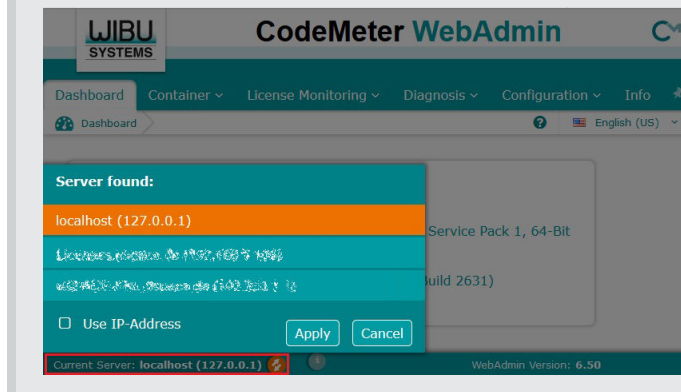 WIBU
SYSTEMS
CodeMeter WebAdmin
Dashboard Container License Monitoring Diagnosis Configuration Info
Dashboard English (US)
Server found:
localhost (127.0.0.1)
Service Pack 1, 64-Bit
2631)
Use IP-Address Apply Cancel
Current Server: localhost (127.0.0.1) WebAdmin Version: 6.50